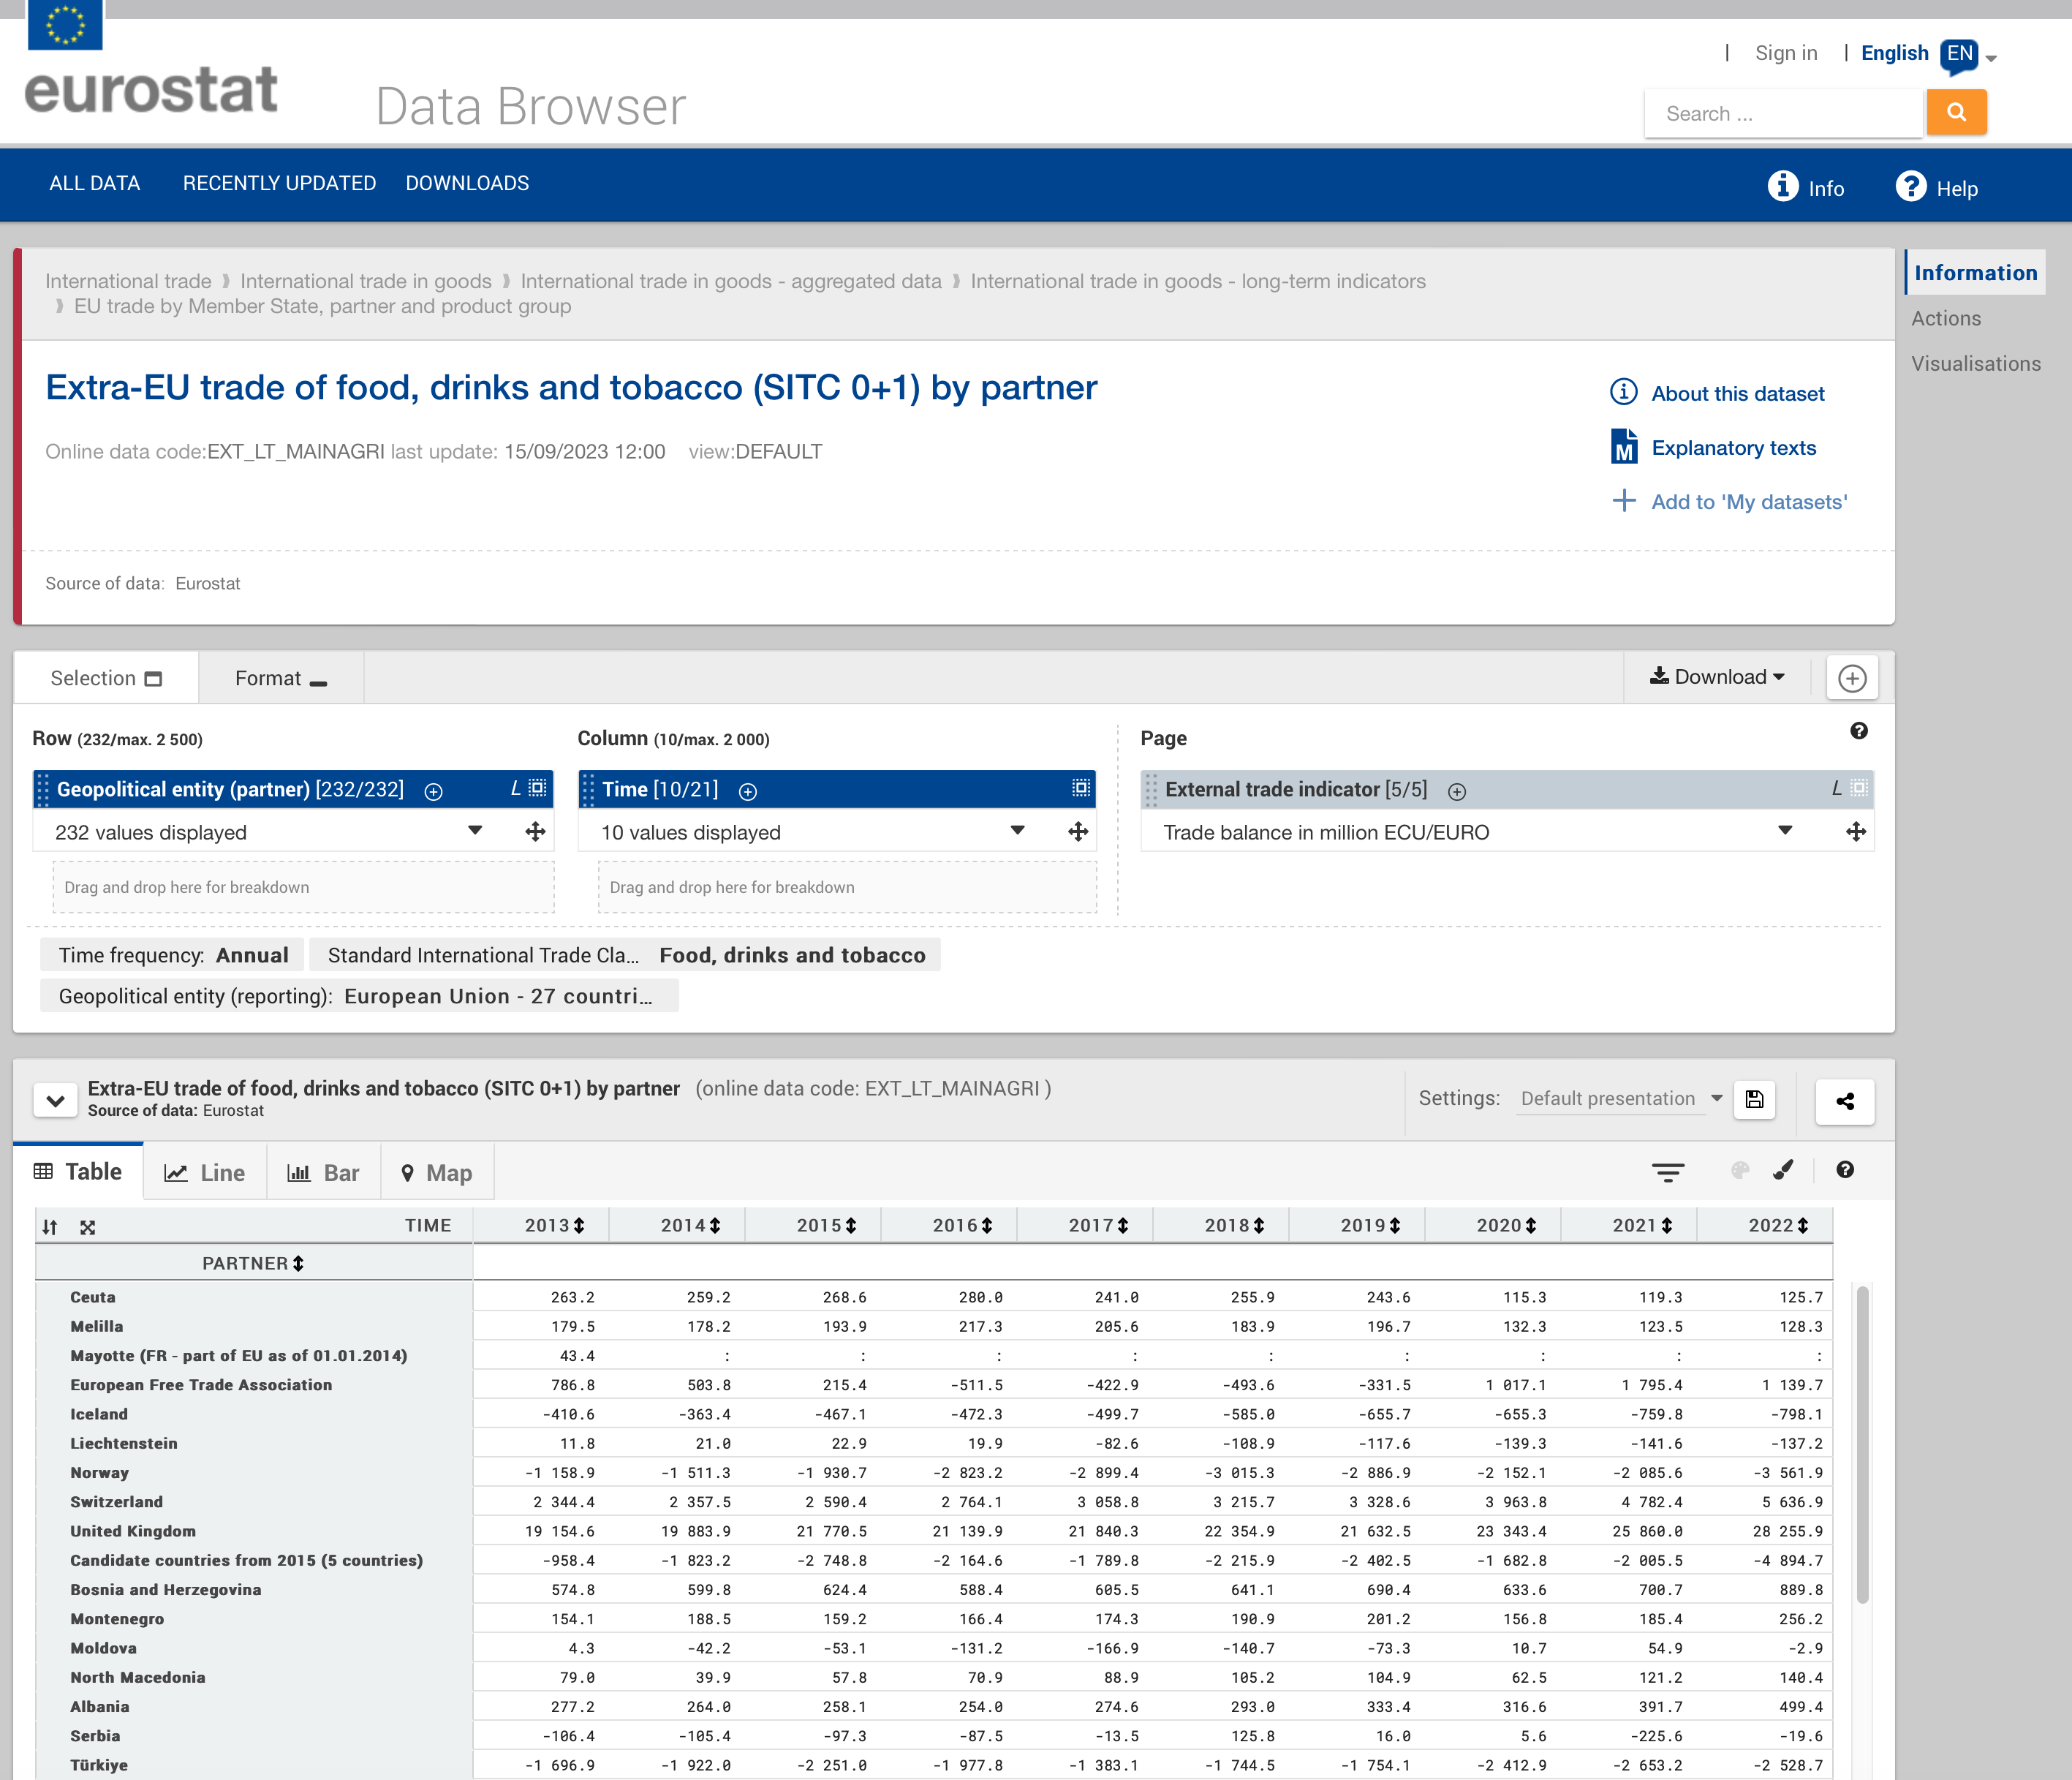 eurostat
Data Browser
| Sign in | English EN
Search ...
ALL DATA RECENTLY UPDATED DOWNLOADS Info Help
International trade International trade in goods International trade in goods - aggregated data International trade in goods - long-term indicators
EU trade by Member State, partner and product group
Information
Actions
Visualisations
Extra-EU trade of food, drinks and tobacco (SITC 0+1) by partner
Online data code:EXT_LT_MAINAGRI last update: 15/09/2023 12:00 view:DEFAULT
About this dataset
Explanatory texts
Add to 'My datasets'
Source of data: Eurostat
Selection Format Download
Row (232/max. 2 500) Column (10/max. 2 000) Page
Geopolitical entity (partner) [232/232] L Time [10/21] External trade indicator [5/5] L
232 values displayed 10 values displayed Trade balance in million ECU/EURO
Drag and drop here for breakdown Drag and drop here for breakdown
Time frequency: Annual Standard International Trade Cla... Food, drinks and tobacco
Geopolitical entity (reporting): European Union - 27 countri...
Extra-EU trade of food, drinks and tobacco (SITC 0+1) by partner (online data code: EXT_LT_MAINAGRI )
Source of data: Eurostat
Settings: Default presentation
Table Line Bar Map
TIME 2013 2014 2015 2016 2017 2018 2019 2020 2021 2022
PARTNER
Ceuta 263.2 259.2 268.6 280.0 241.0 255.9 243.6 115.3 119.3 125.7
Melilla 179.5 178.2 193.9 217.3 205.6 183.9 196.7 132.3 123.5 128.3
Mayotte (FR - part of EU as of 01.01.2014) 43.4 : : : : : : : : :
European Free Trade Association 786.8 503.8 215.4 -511.5 -422.9 -493.6 -331.5 1 017.1 1 795.4 1 139.7
Iceland -410.6 -363.4 -467.1 -472.3 -499.7 -585.0 -655.7 -655.3 -759.8 -798.1
Liechtenstein 11.8 21.0 22.9 19.9 -82.6 -108.9 -117.6 -139.3 -141.6 -137.2
Norway -1 158.9 -1 511.3 -1 930.7 -2 823.2 -2 899.4 -3 015.3 -2 886.9 -2 152.1 -2 085.6 -3 561.9
Switzerland 2 344.4 2 357.5 2 590.4 2 764.1 3 058.8 3 215.7 3 328.6 3 963.8 4 782.4 5 636.9
United Kingdom 19 154.6 19 883.9 21 770.5 21 139.9 21 840.3 22 354.9 21 632.5 23 343.4 25 860.0 28 255.9
Candidate countries from 2015 (5 countries) -958.4 -1 823.2 -2 748.8 -2 164.6 -1 789.8 -2 215.9 -2 402.5 -1 682.8 -2 005.5 -4 894.7
Bosnia and Herzegovina 574.8 599.8 624.4 588.4 605.5 641.1 690.4 633.6 700.7 889.8
Montenegro 154.1 188.5 159.2 166.4 174.3 190.9 201.2 156.8 185.4 256.2
Moldova 4.3 -42.2 -53.1 -131.2 -166.9 -140.7 -73.3 10.7 54.9 -2.9
North Macedonia 79.0 39.9 57.8 70.9 88.9 105.2 104.9 62.5 121.2 140.4
Albania 277.2 264.0 258.1 254.0 274.6 293.0 333.4 316.6 391.7 499.4
Serbia -106.4 -105.4 -97.3 -87.5 -13.5 125.8 16.0 5.6 -225.6 -19.6
Türkiye -1 696.9 -1 922.0 -2 251.0 -1 977.8 -1 383.1 -1 744.5 -1 754.1 -2 412.9 -2 653.2 -2 528.7